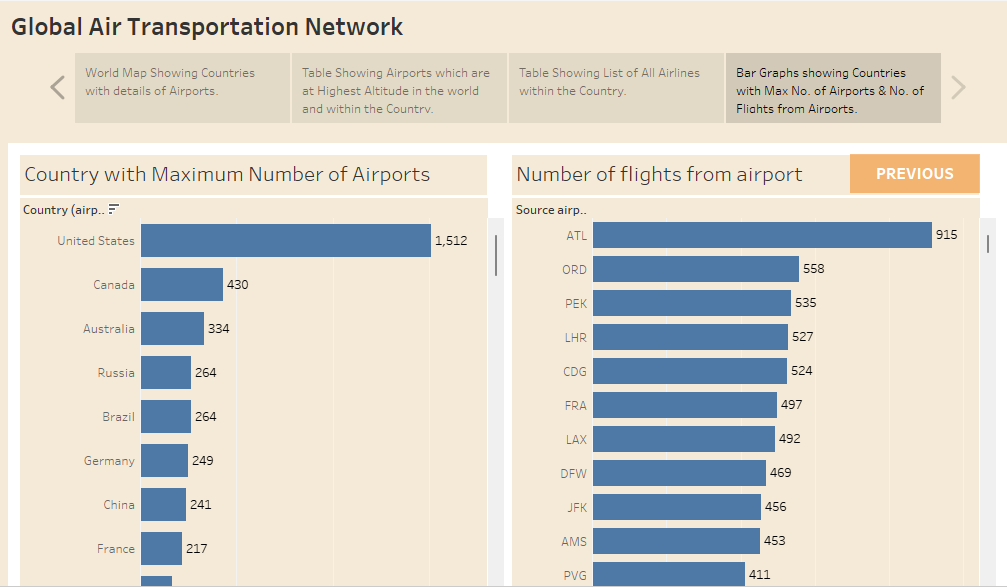 Global Air Transportation Network
World Map Showing Countries
with details of Airports.
Table Showing Airports which are
at Highest Altitude in the world
and within the Country.
Table Showing List of All Airlines
within the Country.
Bar Graphs showing Countries
with Max No. of Airports & No. of
Flights from Airports.
Country with Maximum Number of Airports
Country (airp..
United States 1,512
Canada 430
Australia 334
Russia 264
Brazil 264
Germany 249
China 241
France 217
Number of flights from airport
PREVIOUS
Source airp..
ATL 915
ORD 558
PEK 535
LHR 527
CDG 524
FRA 497
LAX 492
DFW 469
JFK 456
AMS 453
PVG 411